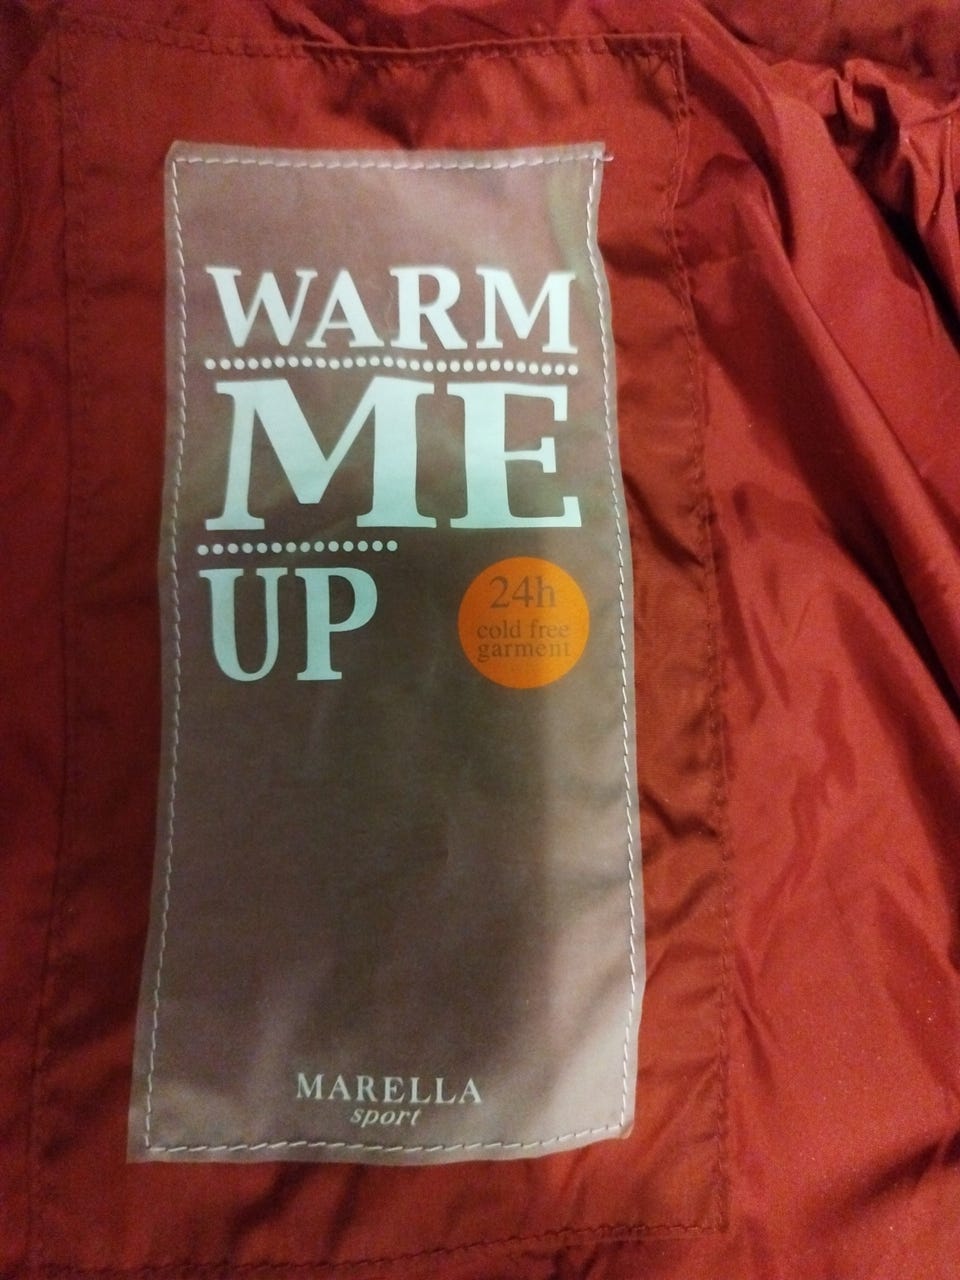 WARM
ME
UP
24h
cold free
garment
MARELLA
sport